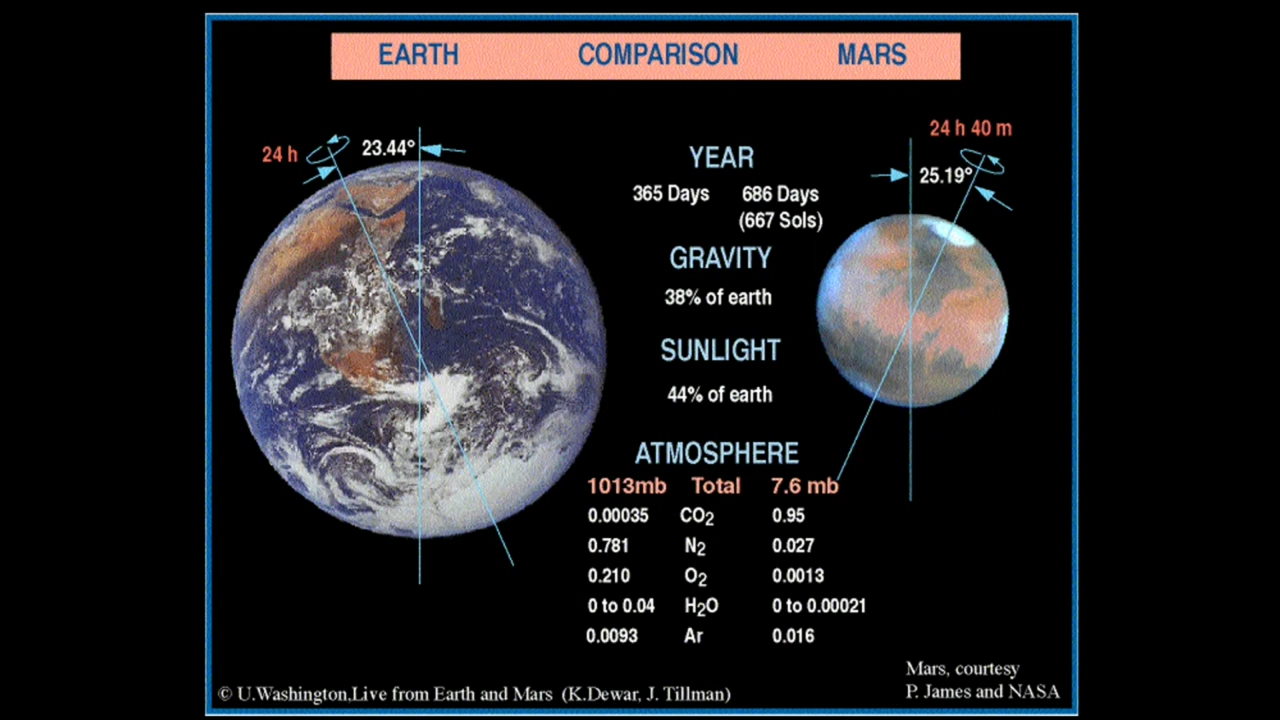 EARTH COMPARISON MARS
24 h 23.44°
24 h 40 m
25.19°
YEAR
365 Days 686 Days
(667 Sols)
GRAVITY
38% of earth
SUNLIGHT
44% of earth
ATMOSPHERE
1013mb Total 7.6 mb
0.00035 CO2 0.95
0.781 N2 0.027
0.210 O2 0.0013
0 to 0.04 H2O 0 to 0.00021
0.0093 Ar 0.016
Mars, courtesy
P. James and NASA
© U.Washington,Live from Earth and Mars (K.Dewar, J. Tillman)